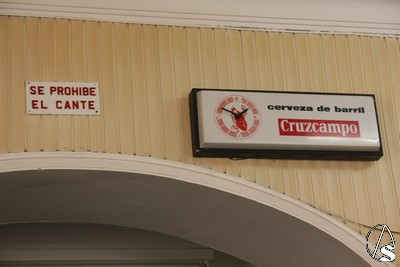 SE PROHIBE
EL CANTE
cerveza de barril
Cruzcampo